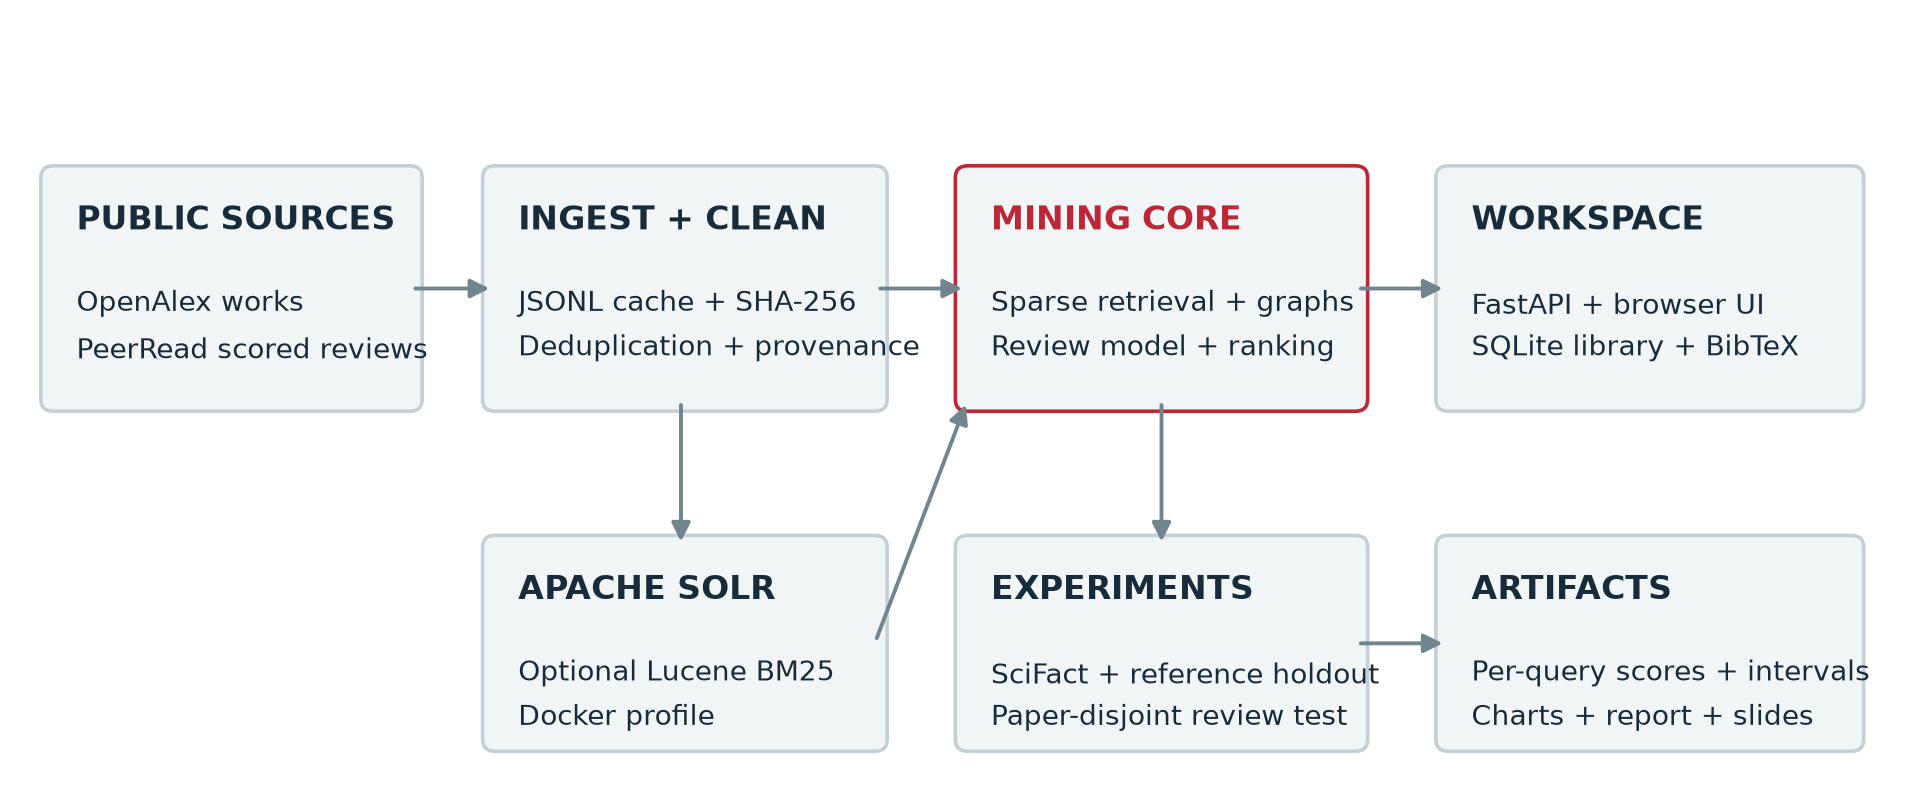 PUBLIC SOURCES
OpenAlex works
PeerRead scored reviews
INGEST + CLEAN
JSONL cache + SHA-256
Deduplication + provenance
MINING CORE
Sparse retrieval + graphs
Review model + ranking
WORKSPACE
FastAPI + browser UI
SQLite library + BibTeX
APACHE SOLR
Optional Lucene BM25
Docker profile
EXPERIMENTS
SciFact + reference holdout
Paper-disjoint review test
ARTIFACTS
Per-query scores + intervals
Charts + report + slides